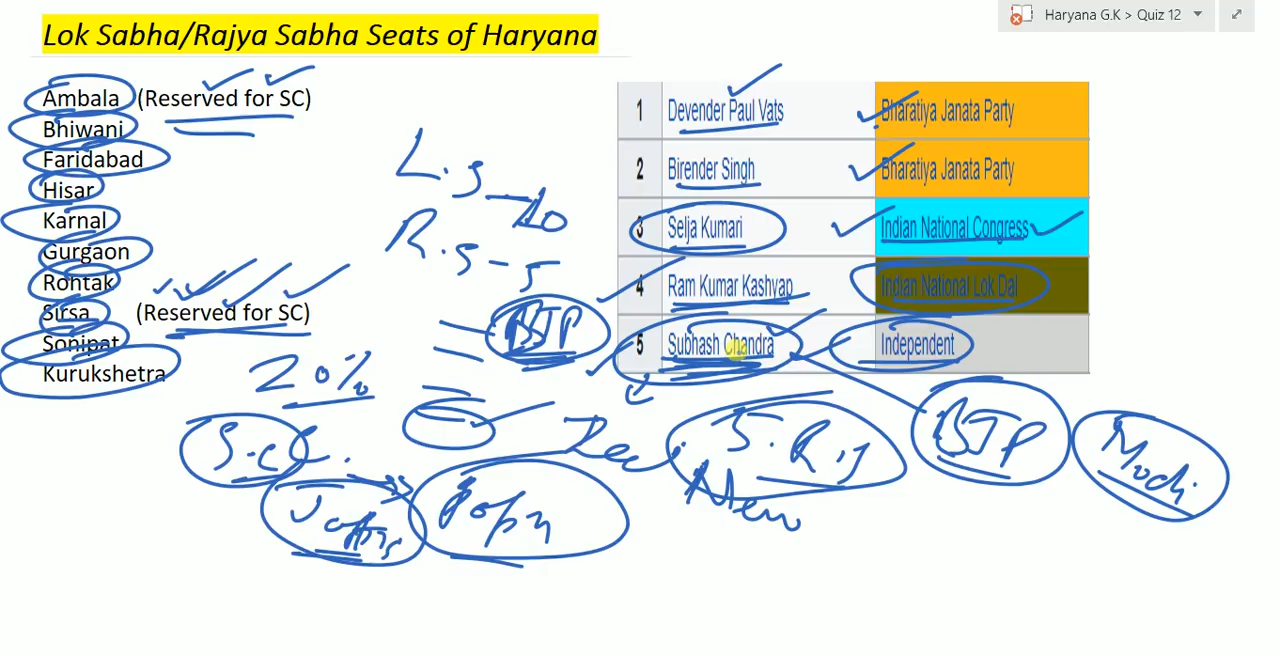 Haryana G.K > Quiz 12
Lok Sabha/Rajya Sabha Seats of Haryana
Ambala (Reserved for SC)
Bhiwani
Faridabad
Hisar
Karnal
Gurgaon
Rohtak
Sirsa (Reserved for SC)
Sonipat
Kurukshetra
1 Devender Paul Vats Bharatiya Janata Party
2 Birender Singh Bharatiya Janata Party
3 Selja Kumari Indian National Congress
4 Ram Kumar Kashyap Indian National Lok Dal
5 Subhash Chandra Independent
L.S - 10
R.S - 5
BJP
20%
S.C
BJP
Modi